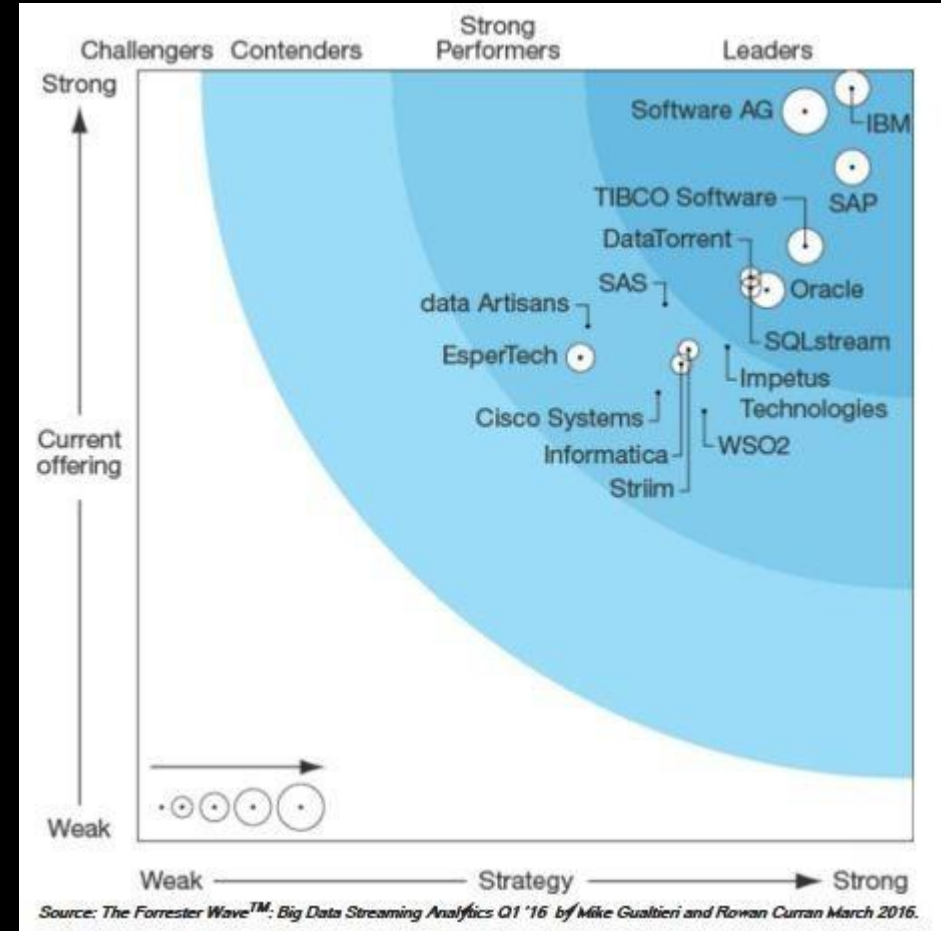 Challengers Contenders Strong Performers Leaders
Strong
Software AG
IBM
TIBCO Software
SAP
DataTorrent
SAS
Oracle
data Artisans
SQLstream
EsperTech
Impetus
Technologies
Cisco Systems
Informatica
WSO2
Striim
Current
offering
Weak
Weak Strategy Strong
Source: The Forrester Wave™: Big Data Streaming Analytics Q1 '16 by Mike Gualtieri and Rowan Curran March 2016.